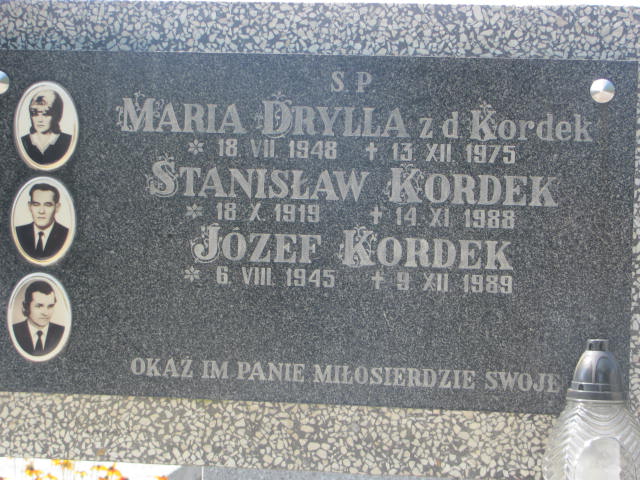 S P
MARIA DRYLLA z d Kordek
* 18 VII. 1948 + 13. XII. 1975
STANISŁAW KORDEK
* 18 X. 1919 + 14. XI 1988
JÓZEF KORDEK
* 6. VIII. 1945 + 9 XII 1989
OKAŻ IM PANIE MIŁOSIERDZIE SWOJE